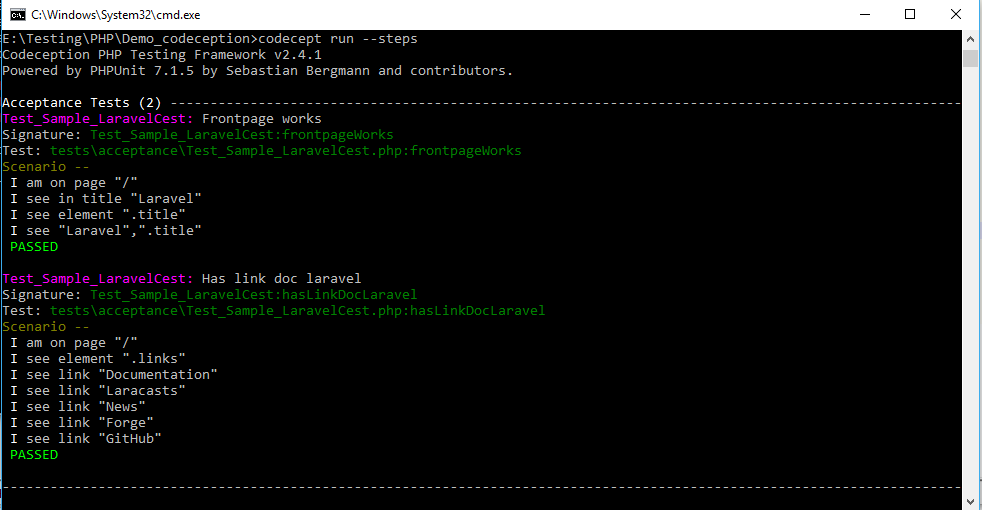 C:\Windows\System32\cmd.exe
E:\Testing\PHP\Demo_codeception>codecept run --steps
Codeception PHP Testing Framework v2.4.1
Powered by PHPUnit 7.1.5 by Sebastian Bergmann and contributors.
Acceptance Tests (2) ----------------------------------------------------------------------------------------------------
Test_Sample_LaravelCest: Frontpage works
Signature: Test_Sample_LaravelCest:frontpageWorks
Test: tests\acceptance\Test_Sample_LaravelCest.php:frontpageWorks
Scenario --
I am on page "/"
I see in title "Laravel"
I see element ".title"
I see "Laravel",".title"
PASSED
Test_Sample_LaravelCest: Has link doc laravel
Signature: Test_Sample_LaravelCest:hasLinkDocLaravel
Test: tests\acceptance\Test_Sample_LaravelCest.php:hasLinkDocLaravel
Scenario --
I am on page "/"
I see element ".links"
I see link "Documentation"
I see link "Laracasts"
I see link "News"
I see link "Forge"
I see link "GitHub"
PASSED
------------------------------------------------------------------------------------------------------------------------